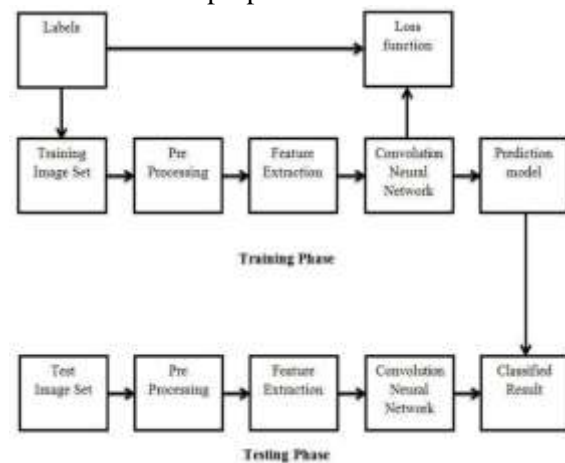 Labels
Loss
function
Training
Image Set
Pre
Processing
Feature
Extraction
Convolution
Neural
Network
Prediction
model
Training Phase
Test
Image Set
Pre
Processing
Feature
Extraction
Convolution
Neural
Network
Classified
Result
Testing Phase